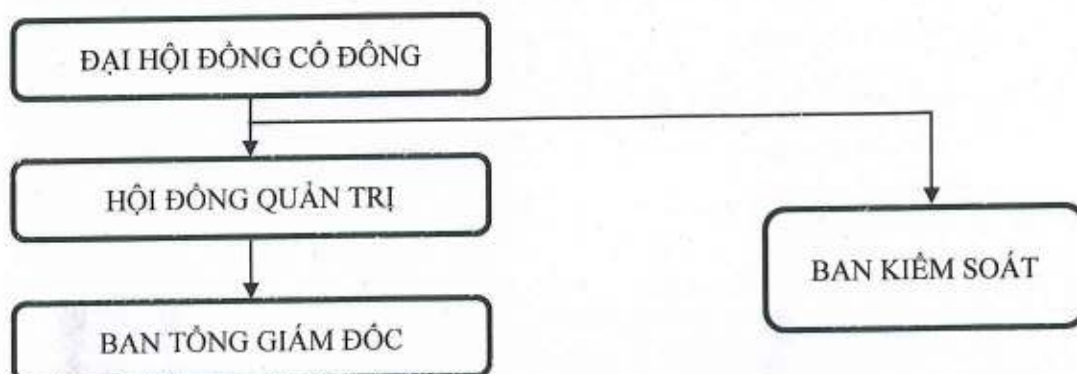 ĐẠI HỘI ĐỒNG CỔ ĐÔNG
HỘI ĐỒNG QUẢN TRỊ
BAN KIỂM SOÁT
BAN TỔNG GIÁM ĐỐC